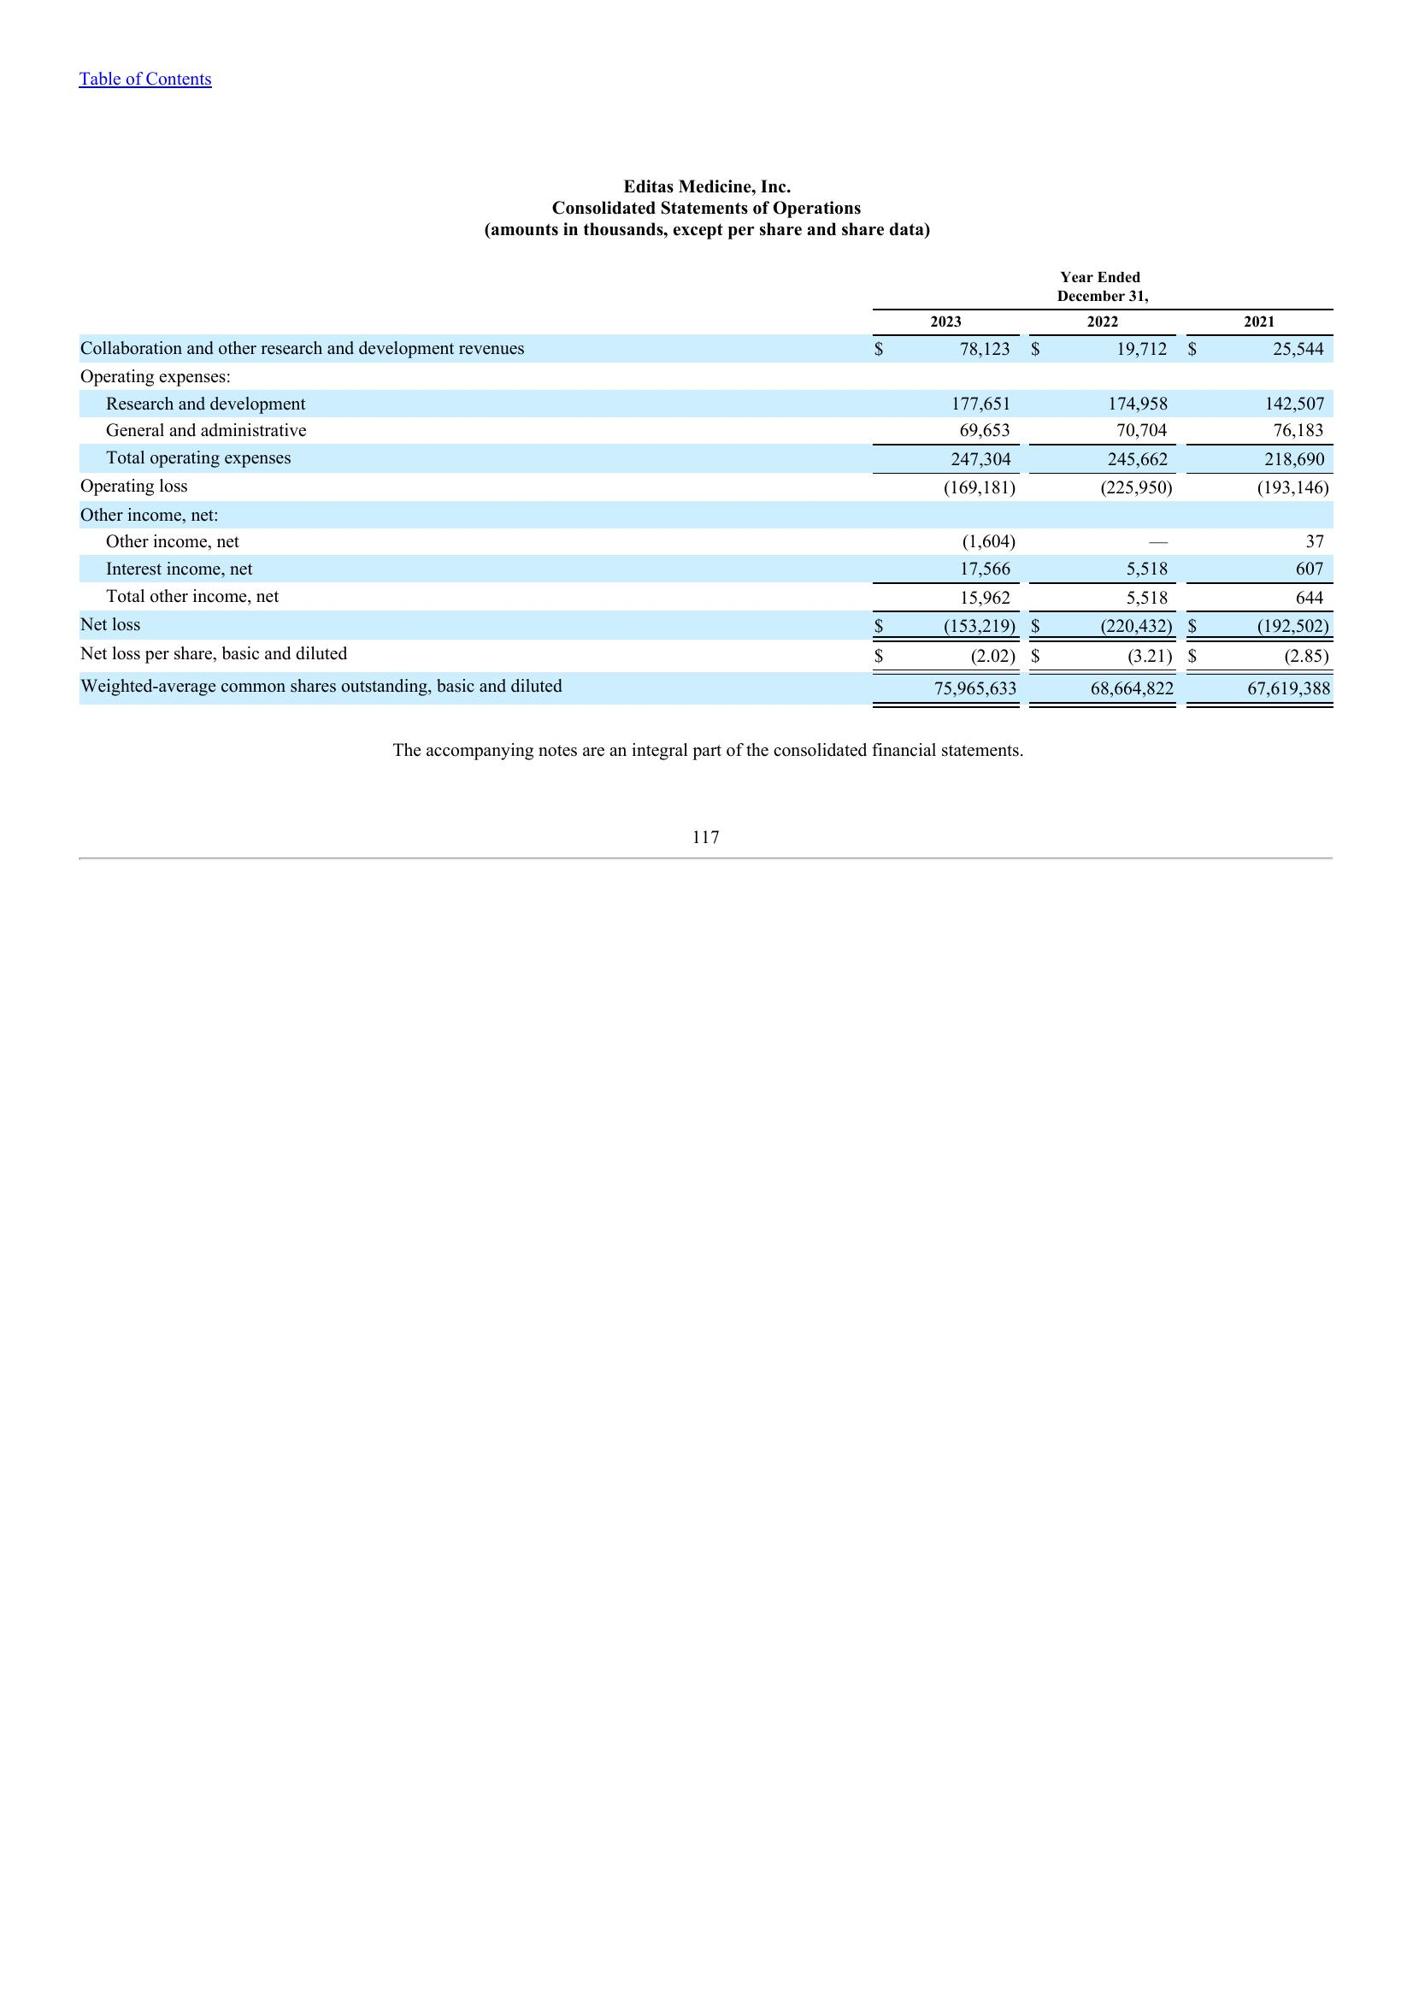 Table of Contents
Editas Medicine, Inc.
Consolidated Statements of Operations
(amounts in thousands, except per share and share data)
Year Ended
December 31,
2023 2022 2021
Collaboration and other research and development revenues $ 78,123 $ 19,712 $ 25,544
Operating expenses:
Research and development 177,651 174,958 142,507
General and administrative 69,653 70,704 76,183
Total operating expenses 247,304 245,662 218,690
Operating loss (169,181) (225,950) (193,146)
Other income, net:
Other income, net (1,604) — 37
Interest income, net 17,566 5,518 607
Total other income, net 15,962 5,518 644
Net loss $ (153,219) $ (220,432) $ (192,502)
Net loss per share, basic and diluted $ (2.02) $ (3.21) $ (2.85)
Weighted-average common shares outstanding, basic and diluted 75,965,633 68,664,822 67,619,388
The accompanying notes are an integral part of the consolidated financial statements.
117